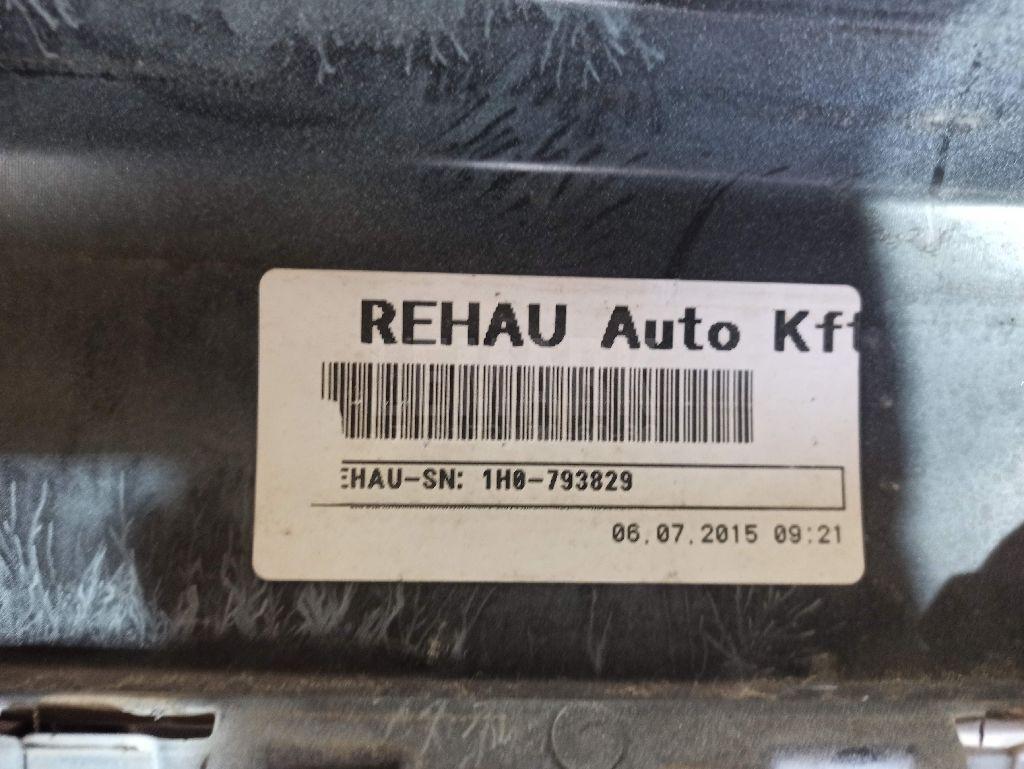 REHAU Auto Kft
EHAU-SN: 1H0-793829
06.07.2015 09:21